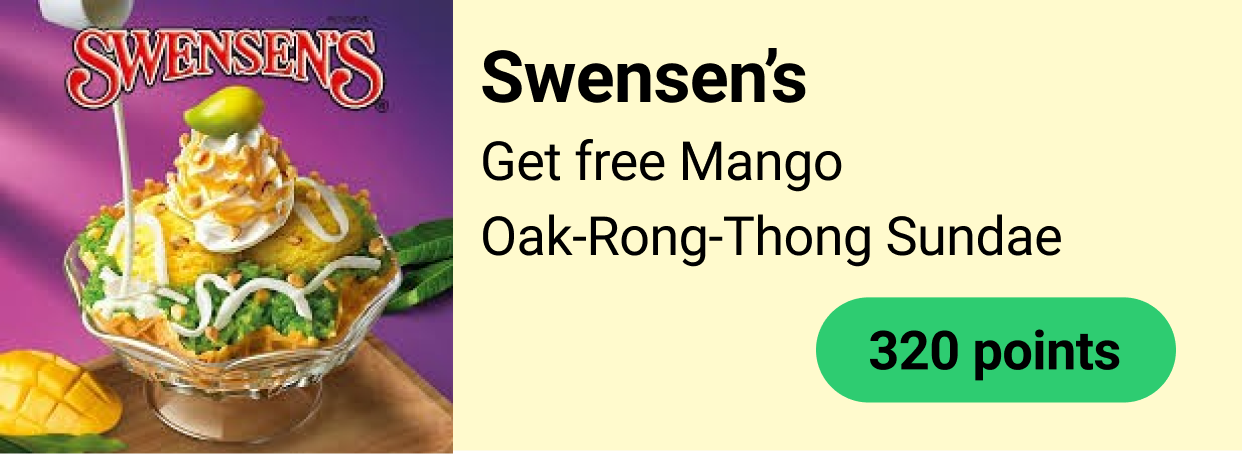 SWENSEN'S
®
Swensen’s
Get free Mango
Oak-Rong-Thong Sundae
320 points